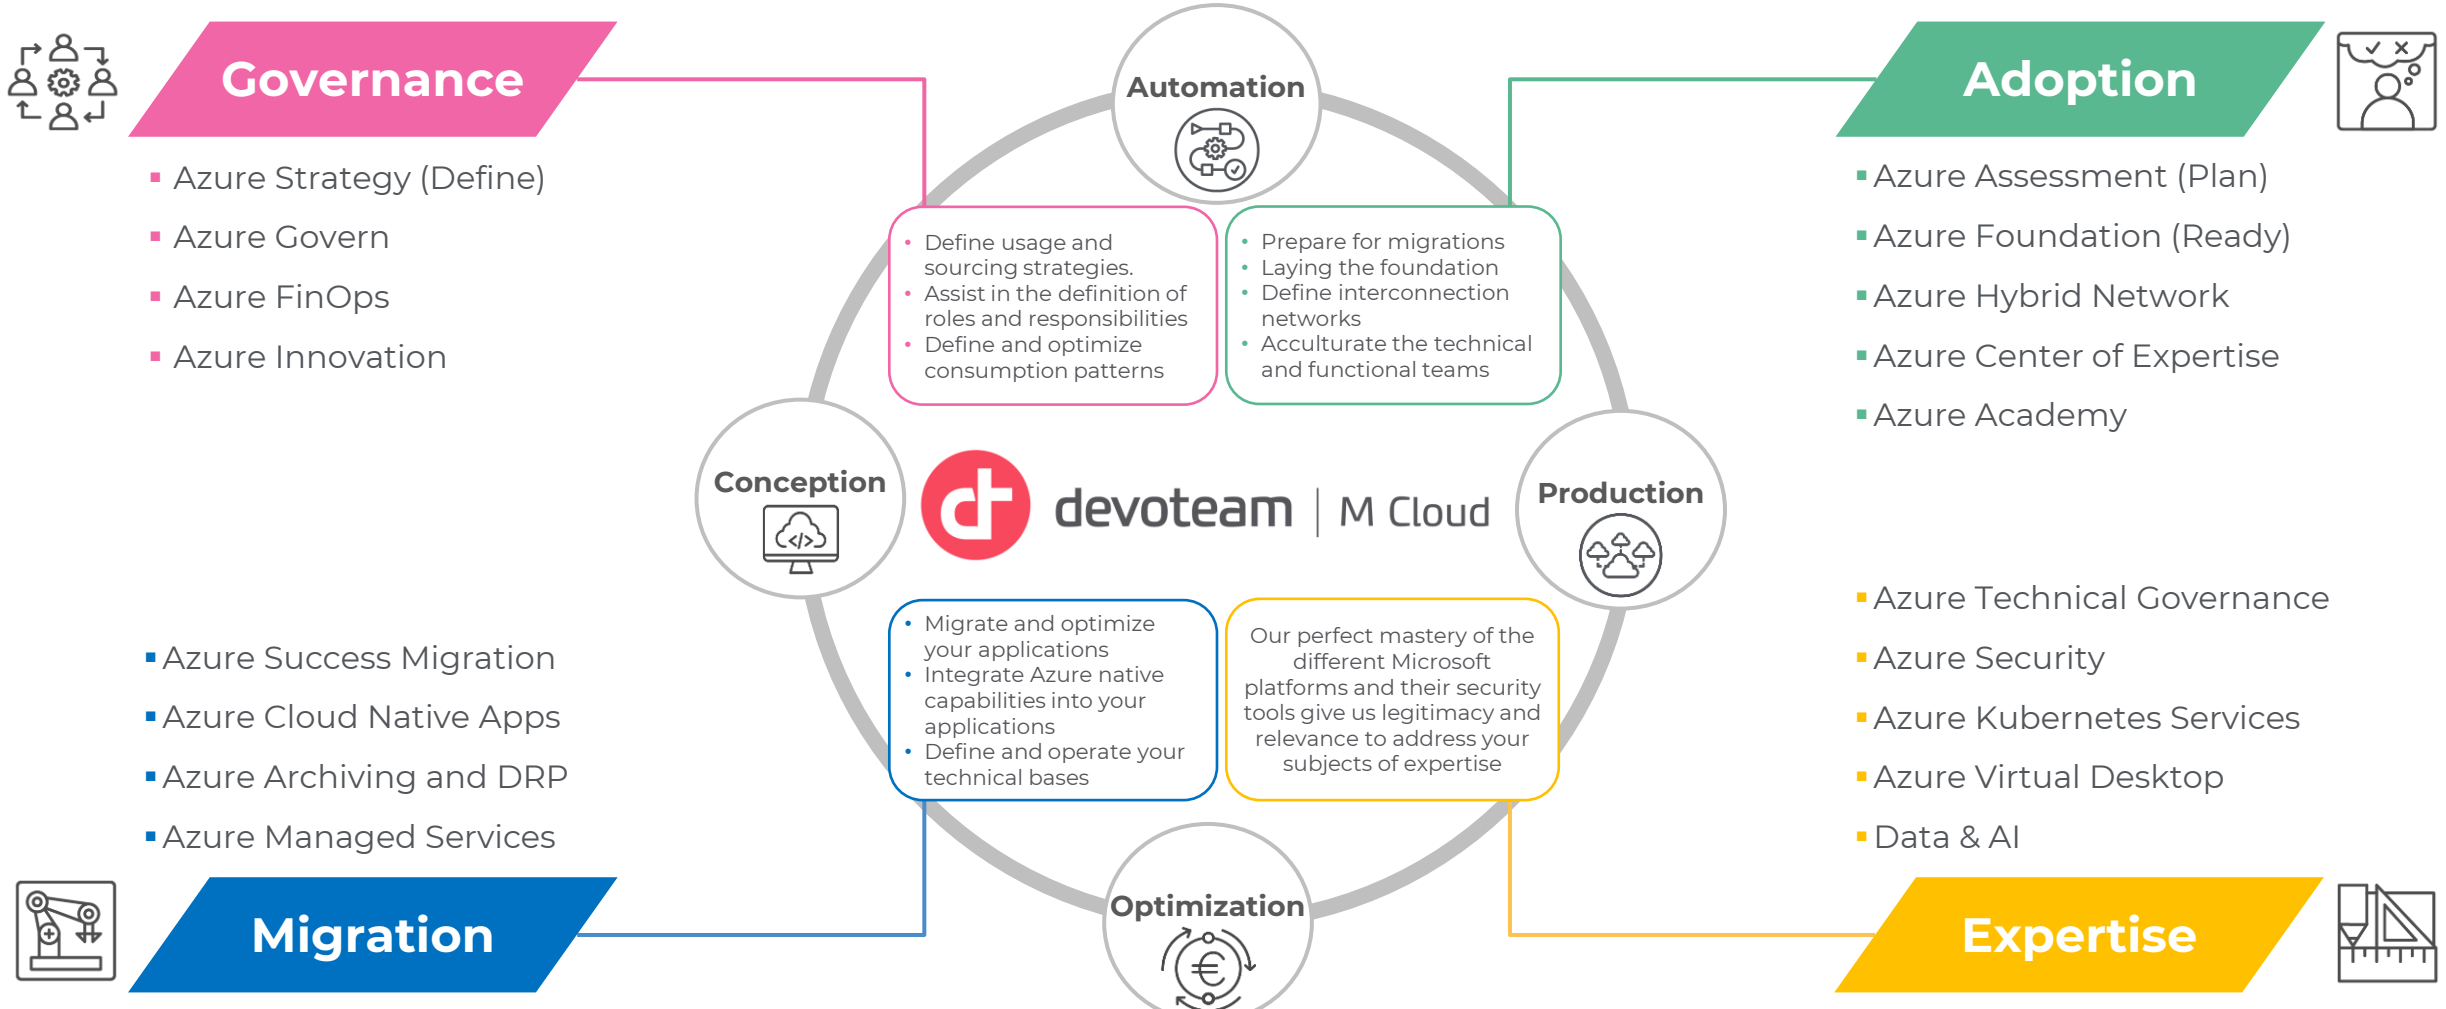 Governance
Azure Strategy (Define)
Azure Govern
Azure FinOps
Azure Innovation
Automation
Adoption
Azure Assessment (Plan)
Azure Foundation (Ready)
Azure Hybrid Network
Azure Center of Expertise
Azure Academy
Define usage and
sourcing strategies.
Assist in the definition of
roles and responsibilities
Define and optimize
consumption patterns
Prepare for migrations
Laying the foundation
Define interconnection
networks
Acculturate the technical
and functional teams
Conception
</>
dt
devoteam | M Cloud
Production
Migrate and optimize
your applications
Integrate Azure native
capabilities into your
applications
Define and operate your
technical bases
Our perfect mastery of the
different Microsoft
platforms and their security
tools give us legitimacy and
relevance to address your
subjects of expertise
Azure Success Migration
Azure Cloud Native Apps
Azure Archiving and DRP
Azure Managed Services
Migration
Optimization
€
Azure Technical Governance
Azure Security
Azure Kubernetes Services
Azure Virtual Desktop
Data & AI
Expertise